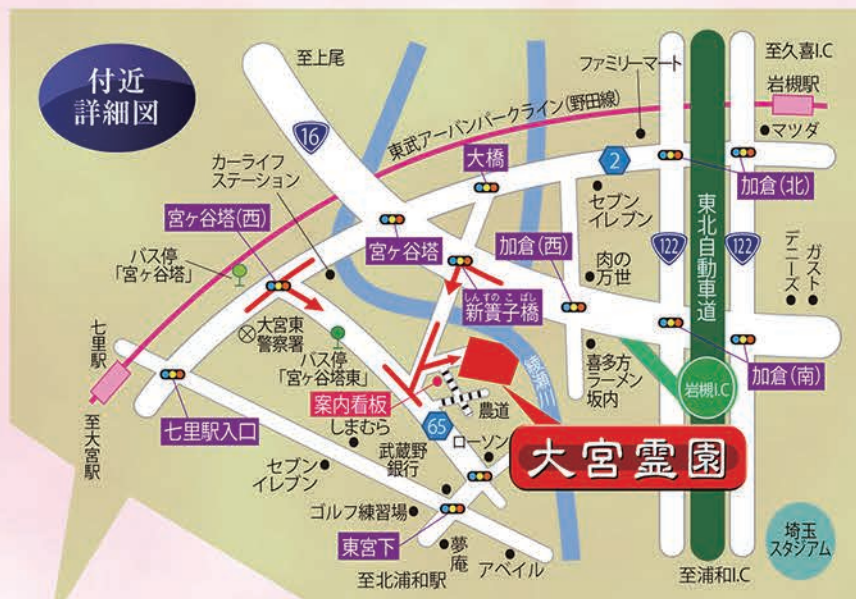 付近
詳細図
至上尾
16
東武アーバンパークライン(野田線)
ファミリーマート
至久喜I.C
岩槻駅
マツダ
大橋
2
加倉(北)
カーライフ
ステーション
宮ヶ谷塔(西)
宮ヶ谷塔
セブン
イレブン
加倉(西)
肉の
万世
122
東北自動車道
122
デニーズ
ガスト
バス停
「宮ヶ谷塔」
しんすのこばし
新簀子橋
大宮東
警察署
バス停
「宮ヶ谷塔東」
七里駅
至大宮駅
七里駅入口
案内看板
綾瀬川
喜多方
ラーメン
坂内
岩槻I.C
加倉(南)
農道
65
しまむら
武蔵野
銀行
ローソン
大宮霊園
セブン
イレブン
ゴルフ練習場
東宮下
夢庵
アベイル
至北浦和駅
至浦和I.C
埼玉
スタジアム